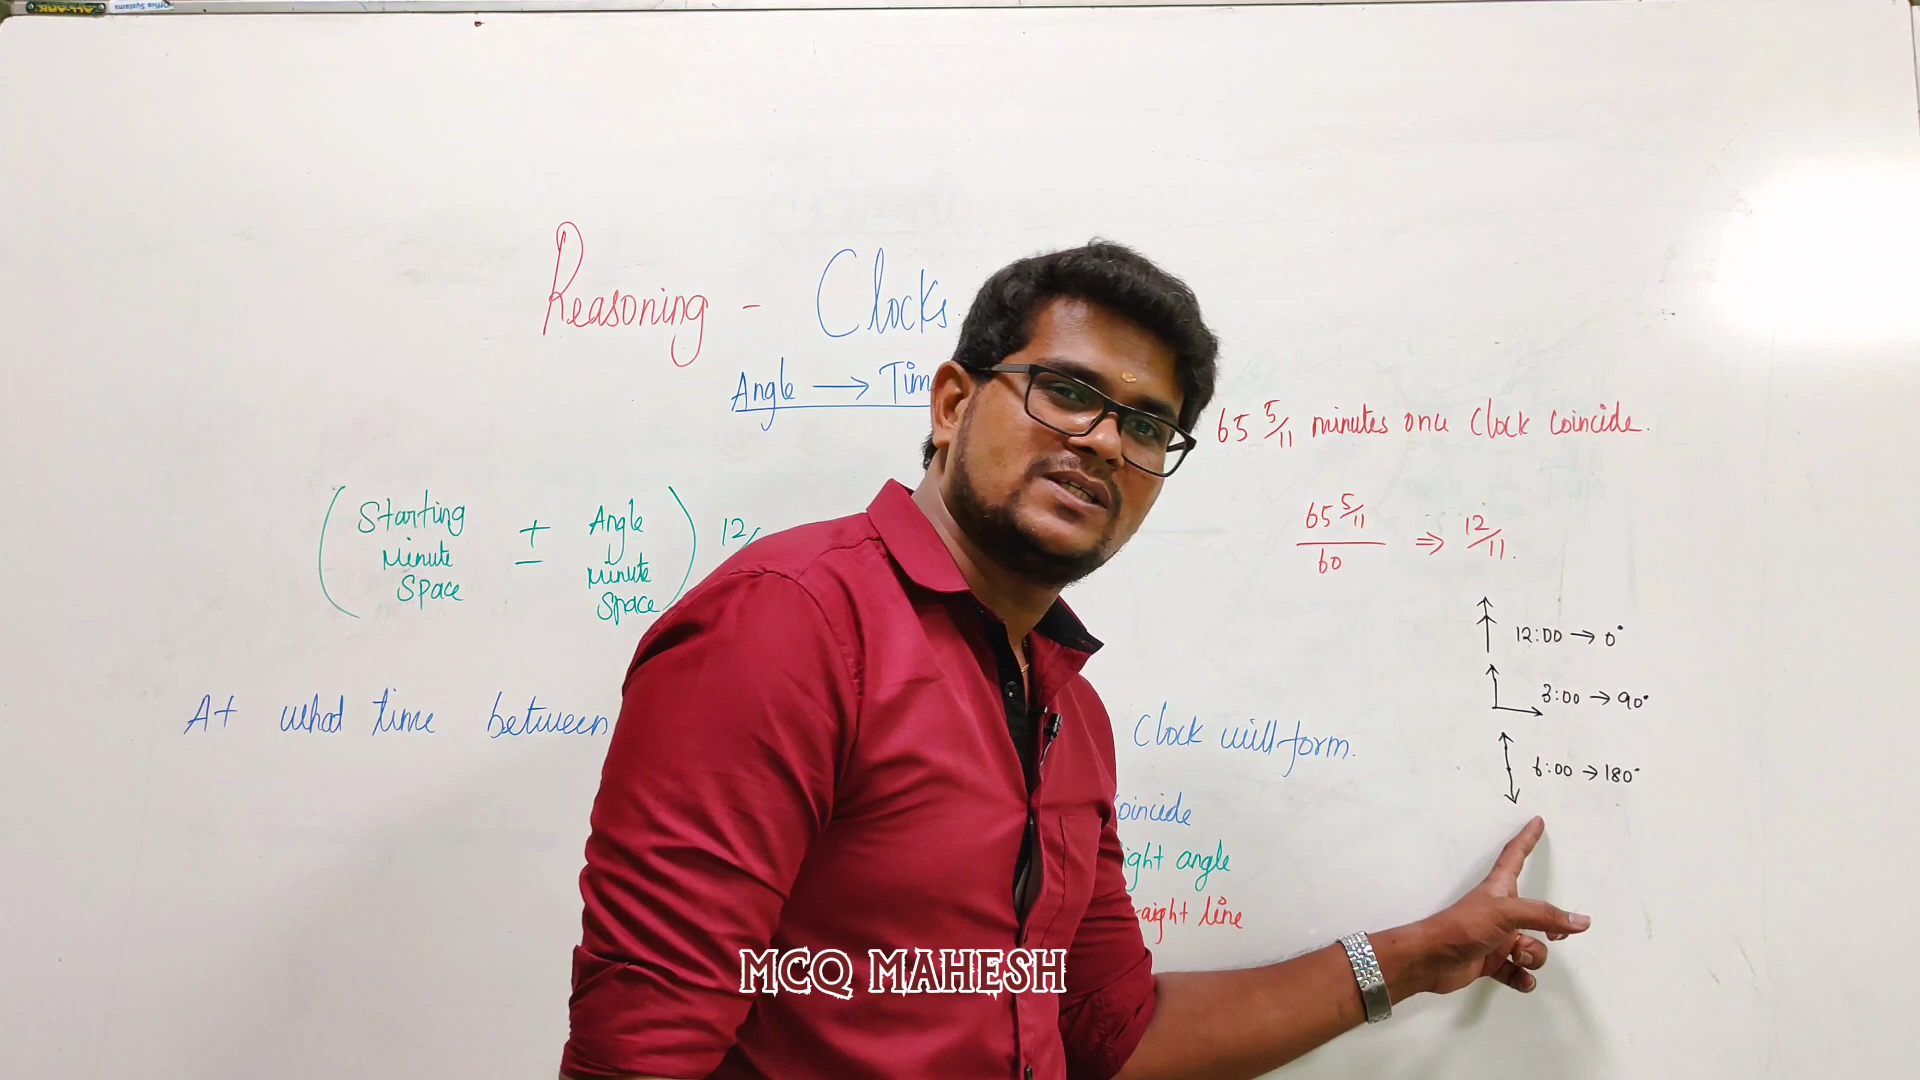 Reasoning - Clocks
Angle → Tim
65 5/11 minutes once Clock Coincide.
( Starting Minute Space ± Angle Minute Space ) 12/
65 5/11 / 60 ⇒ 12/11.
12:00 → 0°
3:00 → 90°
6:00 → 180°
At what time between
Clock will form.
oincide
ight angle
raight line
MCQ MAHESH